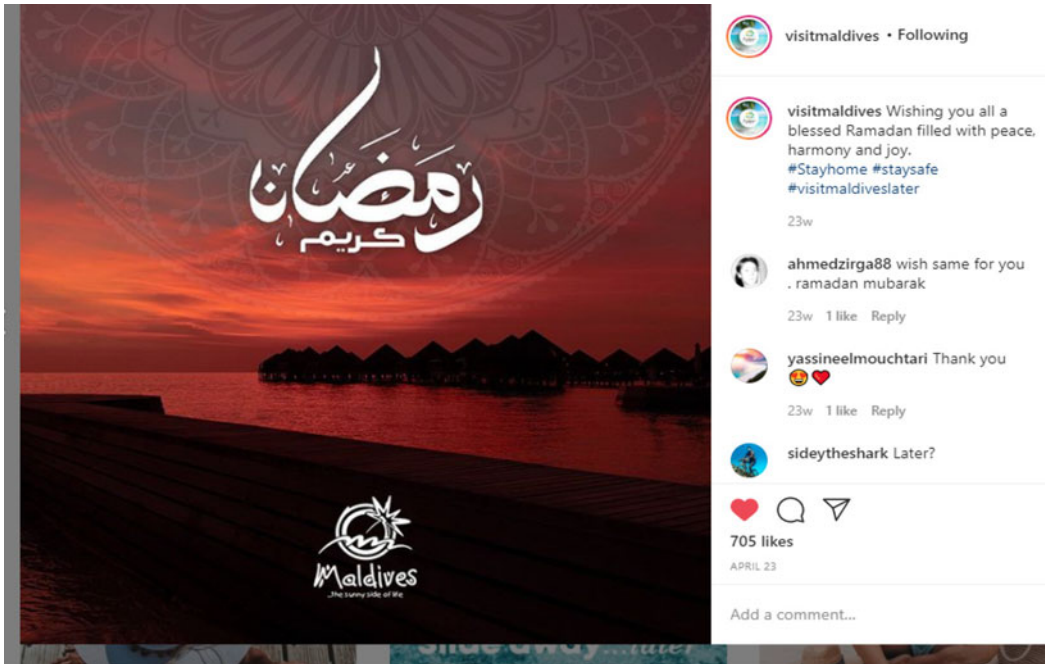 رمضان
كريم
Maldives
...the sunny side of life
visitmaldives • Following
visitmaldives Wishing you all a
blessed Ramadan filled with peace,
harmony and joy.
#Stayhome #staysafe
#visitmaldiveslater
23w
ahmedzirga88 wish same for you
. ramadan mubarak
23w 1 like Reply
yassineelmouchtari Thank you
😍❤️
23w 1 like Reply
sideytheshark Later?
705 likes
APRIL 23
Add a comment...
away...later